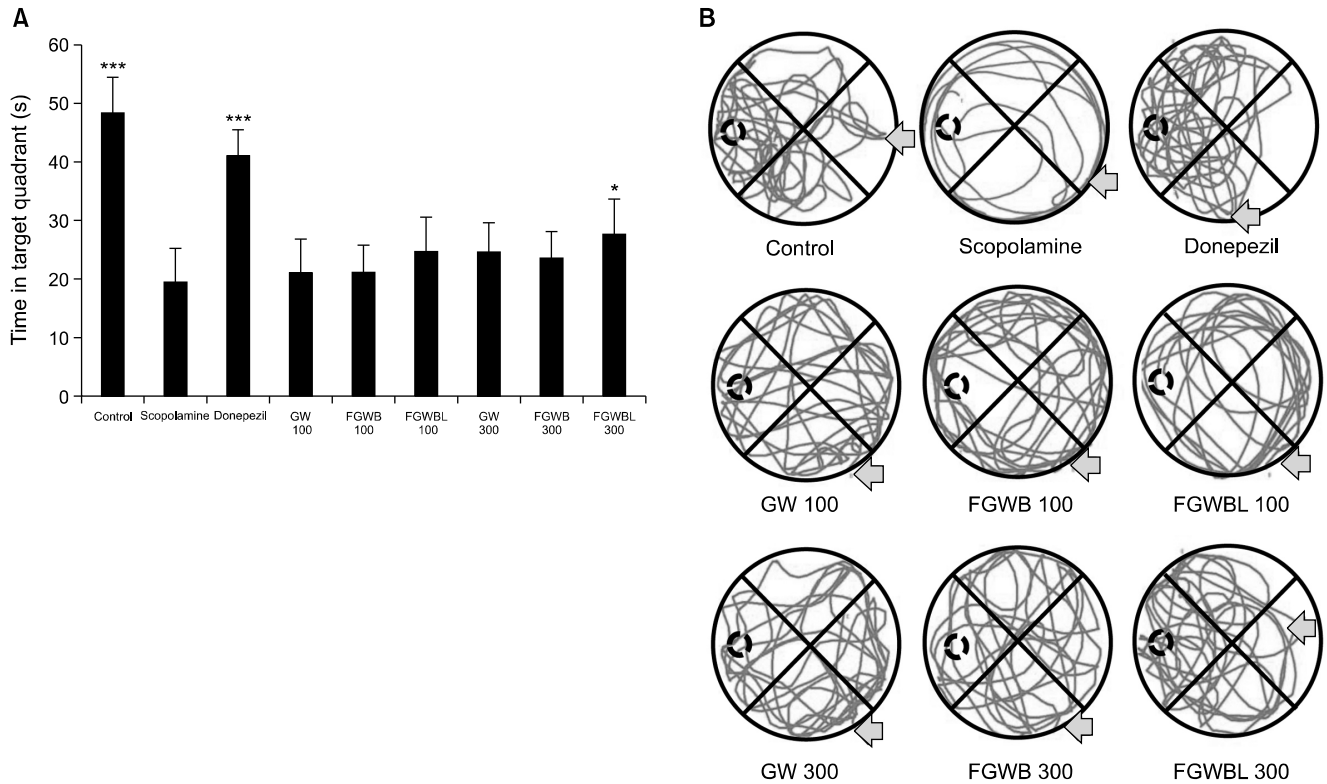 A
Time in target quadrant (s)
60
50
40
30
20
10
0
***
***
*
Control
Scopolamine
Donepezil
GW
100
FGWB
100
FGWBL
100
GW
300
FGWB
300
FGWBL
300
B
Control
Scopolamine
Donepezil
GW 100
FGWB 100
FGWBL 100
GW 300
FGWB 300
FGWBL 300